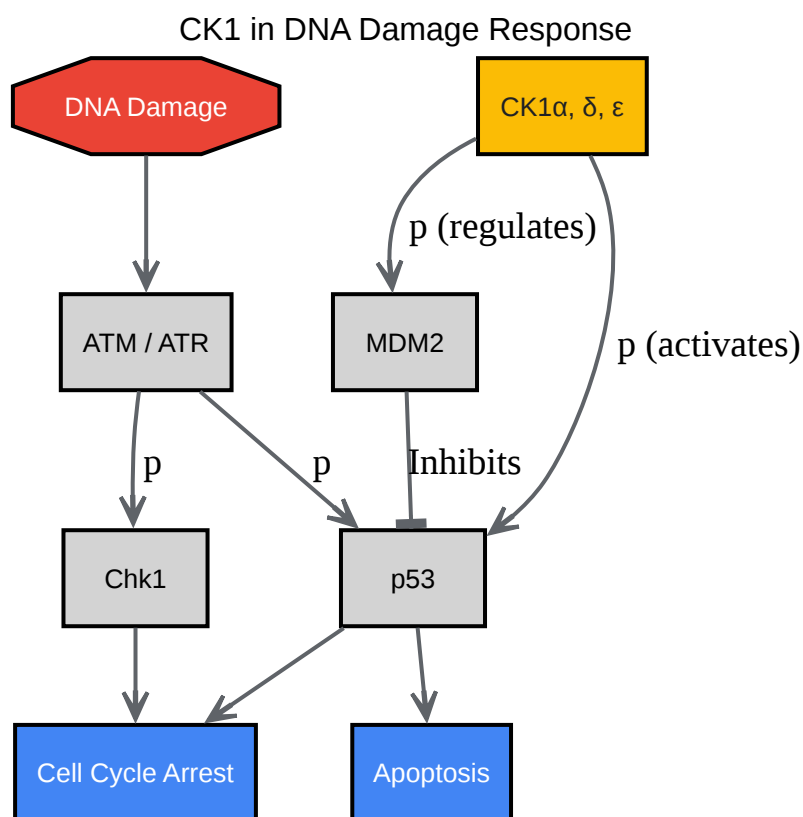 CK1 in DNA Damage Response
DNA Damage
CK1α, δ, ε
p (regulates)
ATM / ATR
MDM2
p (activates)
p
p
Inhibits
Chk1
p53
Cell Cycle Arrest
Apoptosis